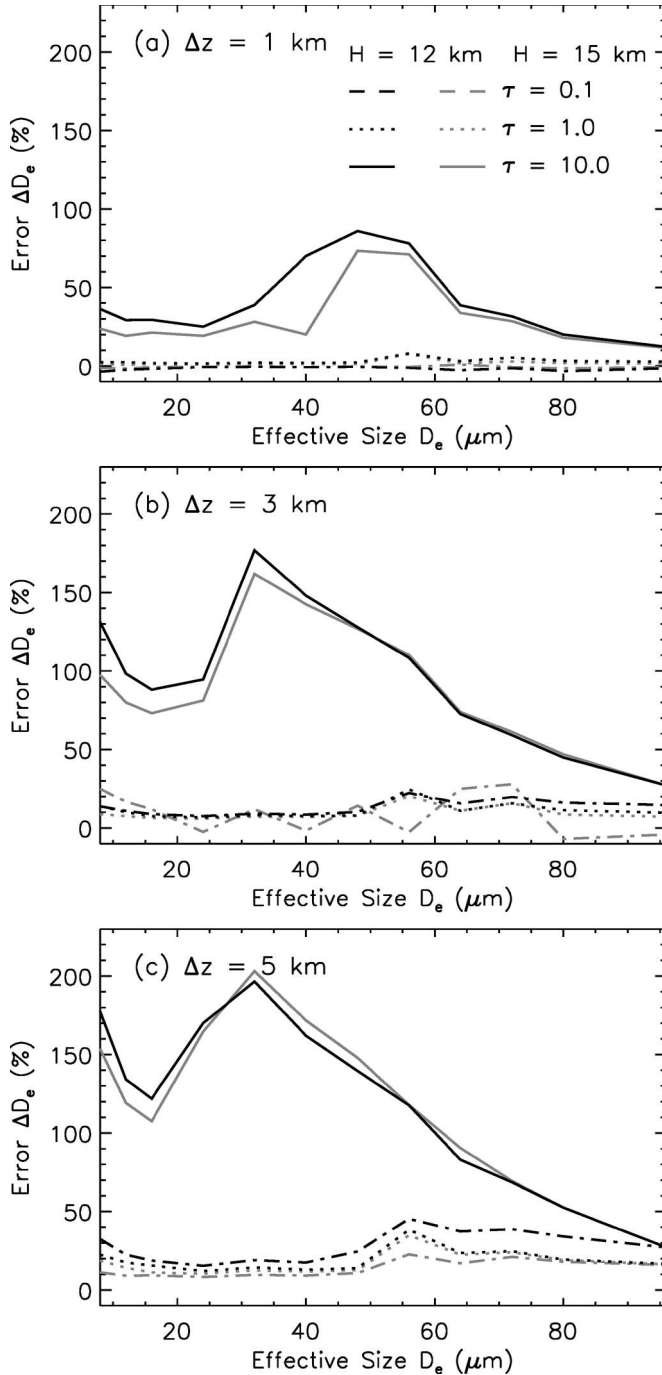 (a) Δz = 1 km
H = 12 km H = 15 km
τ = 0.1
τ = 1.0
τ = 10.0
200
150
100
50
0
Error ΔDₑ (%)
20 40 60 80
Effective Size Dₑ (μm)
(b) Δz = 3 km
200
150
100
50
0
Error ΔDₑ (%)
20 40 60 80
Effective Size Dₑ (μm)
(c) Δz = 5 km
200
150
100
50
0
Error ΔDₑ (%)
20 40 60 80
Effective Size Dₑ (μm)